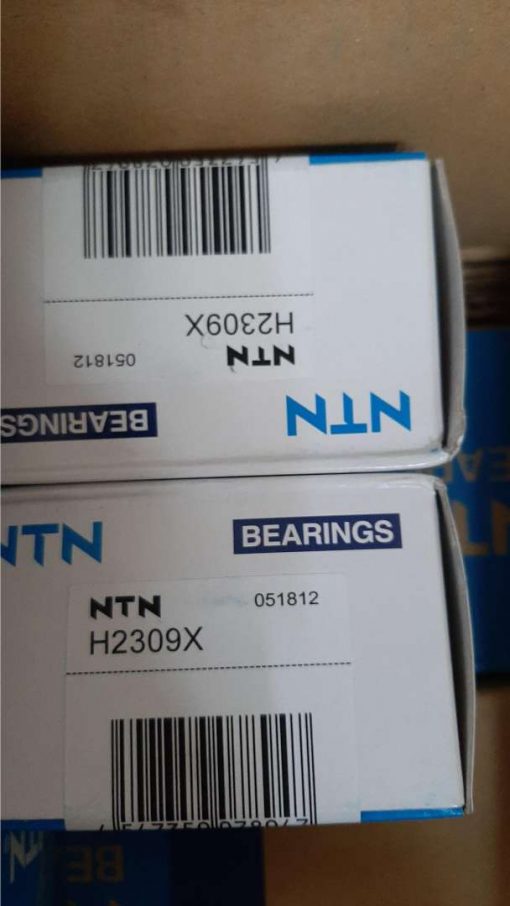 H2309X
NTN 051812
BEARINGS NTN
NTN BEARINGS
NTN 051812
H2309X